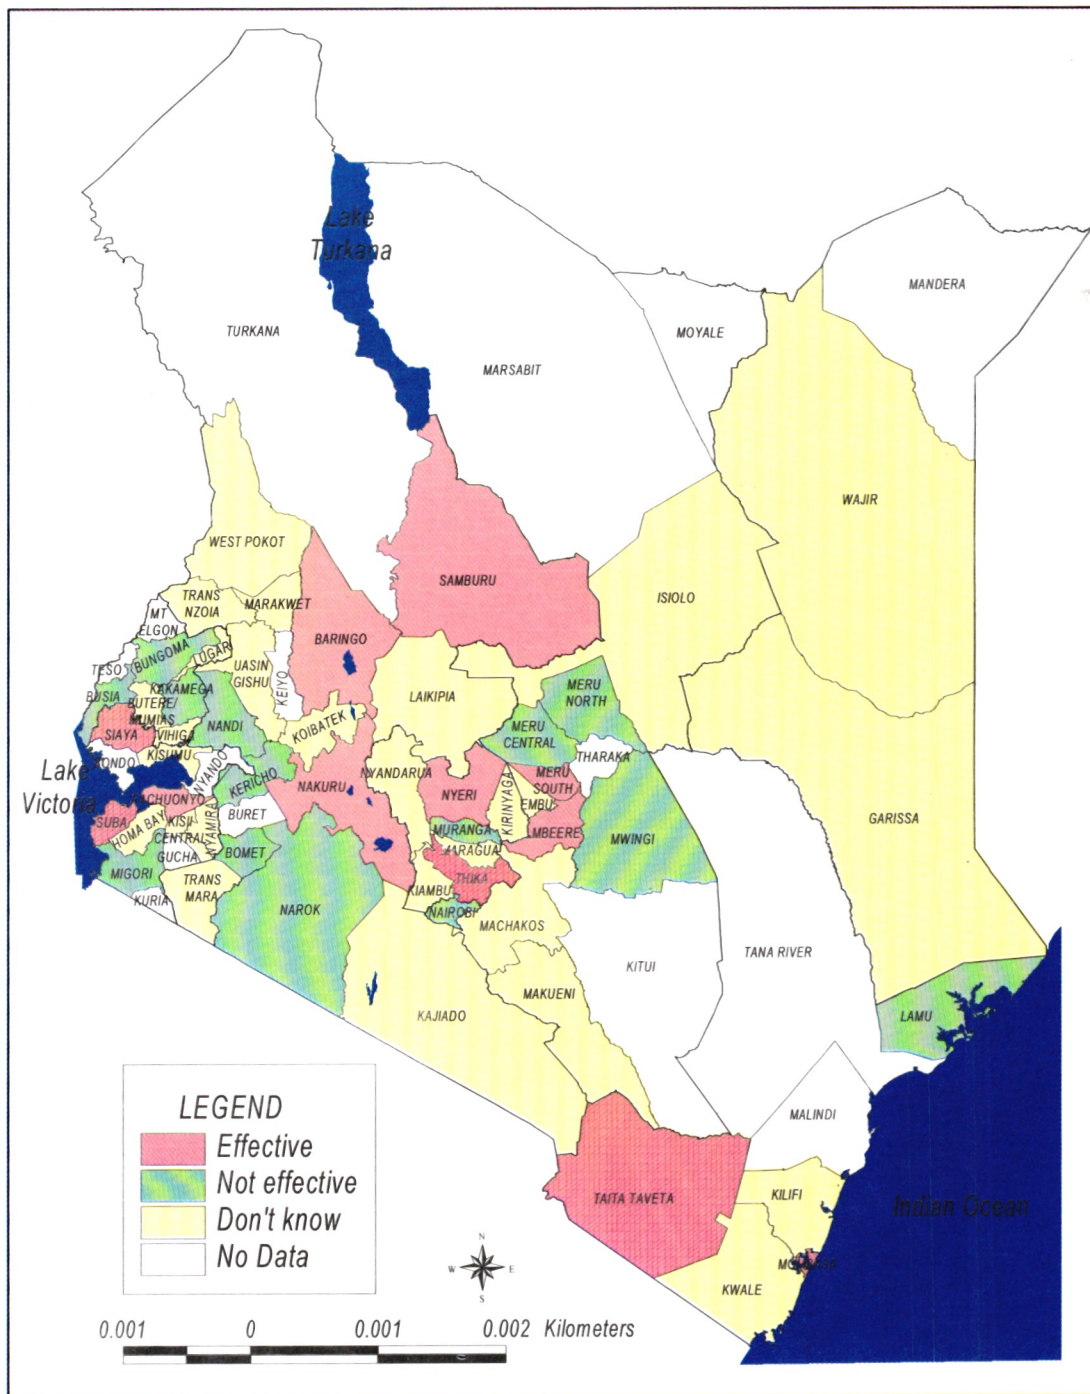 Lake
Turkana
MANDERA
TURKANA
MOYALE
MARSABIT
WAJIR
WEST POKOT
SAMBURU
ISIOLO
TRANS
NZOIA
MARAKWET
MT
ELGON
BARINGO
BUNGOMA
LUGARI
UASIN
GISHU
TESO
KEIYO
KAKAMEGA
BUSIA
BUTERE/
MUMIAS
NANDI
SIAYA
VIHIGA
KOIBATEK
LAIKIPIA
MERU
NORTH
MERU
CENTRAL
THARAKA
KISUMU
NYANDO
KERICHO
NYANDARUA
Lake
Victoria
NAKURU
NYERI
MERU
SOUTH
KIRINYAGA
EMBU
SUBA
HOMA BAY
KISII
CENTRAL
NYAMIRA
BURET
MURANGA
MBEERE
MWINGI
GARISSA
GUCHA
BOMET
MIGORI
KURIA
TRANS
MARA
NAROK
THIKA
KIAMBU
NAIROBI
MACHAKOS
KITUI
TANA RIVER
MAKUENI
KAJIADO
LAMU
MALINDI
TAITA TAVETA
KILIFI
Indian Ocean
KWALE
LEGEND
Effective
Not effective
Don't know
No Data
N
W
E
S
0.001 0 0.001 0.002 Kilometers